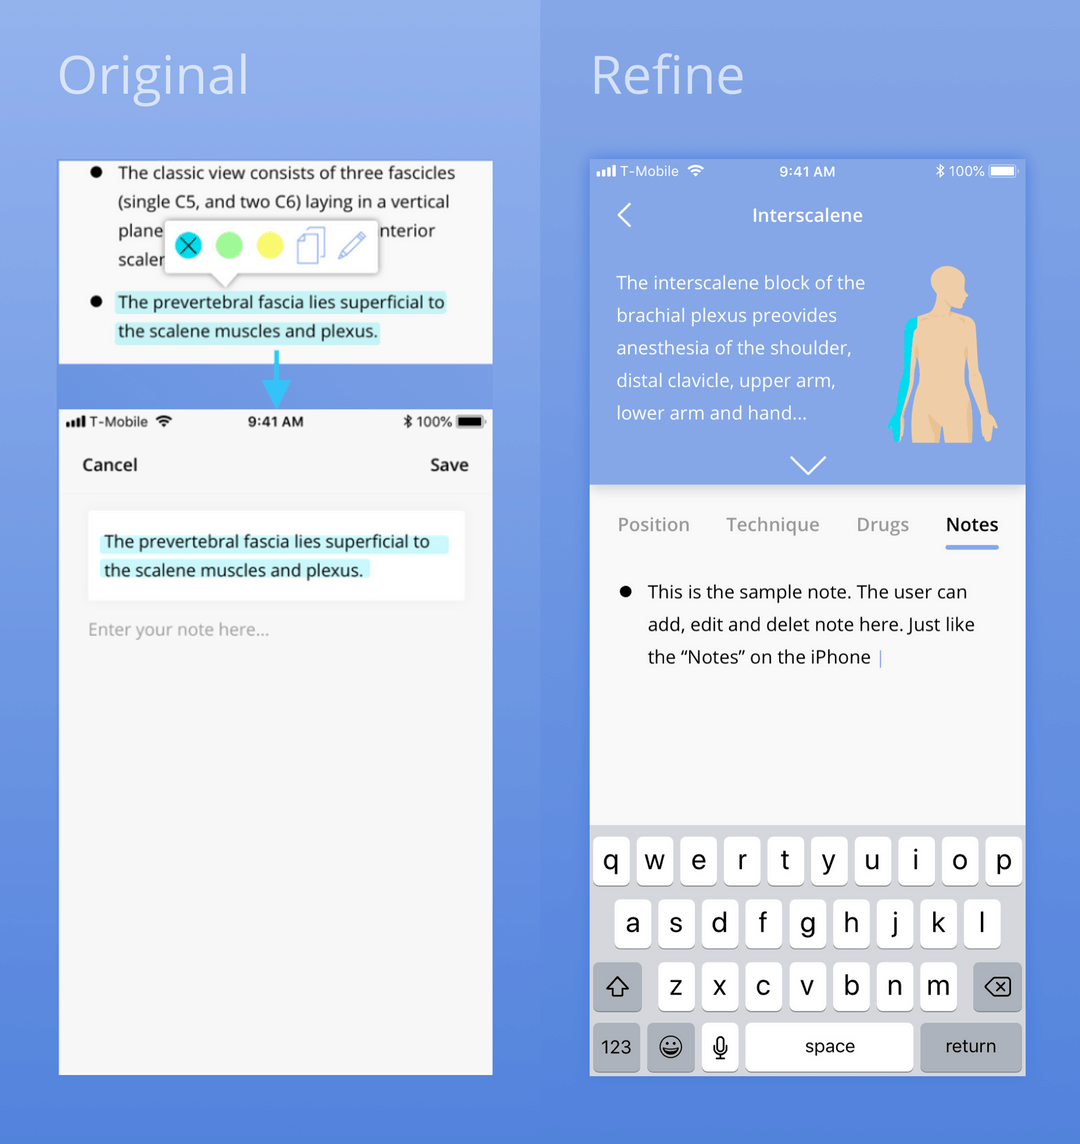 Original
The classic view consists of three fascicles
(single C5, and two C6) laying in a vertical
plane nterior
scaler
The prevertebral fascia lies superficial to
the scalene muscles and plexus.
T-Mobile 9:41 AM 100%
Cancel Save
The prevertebral fascia lies superficial to
the scalene muscles and plexus.
Enter your note here...
Refine
T-Mobile 9:41 AM 100%
Interscalene
The interscalene block of the
brachial plexus preovides
anesthesia of the shoulder,
distal clavicle, upper arm,
lower arm and hand...
Position Technique Drugs Notes
This is the sample note. The user can
add, edit and delet note here. Just like
the “Notes” on the iPhone
q w e r t y u i o p
a s d f g h j k l
z x c v b n m
123 space return